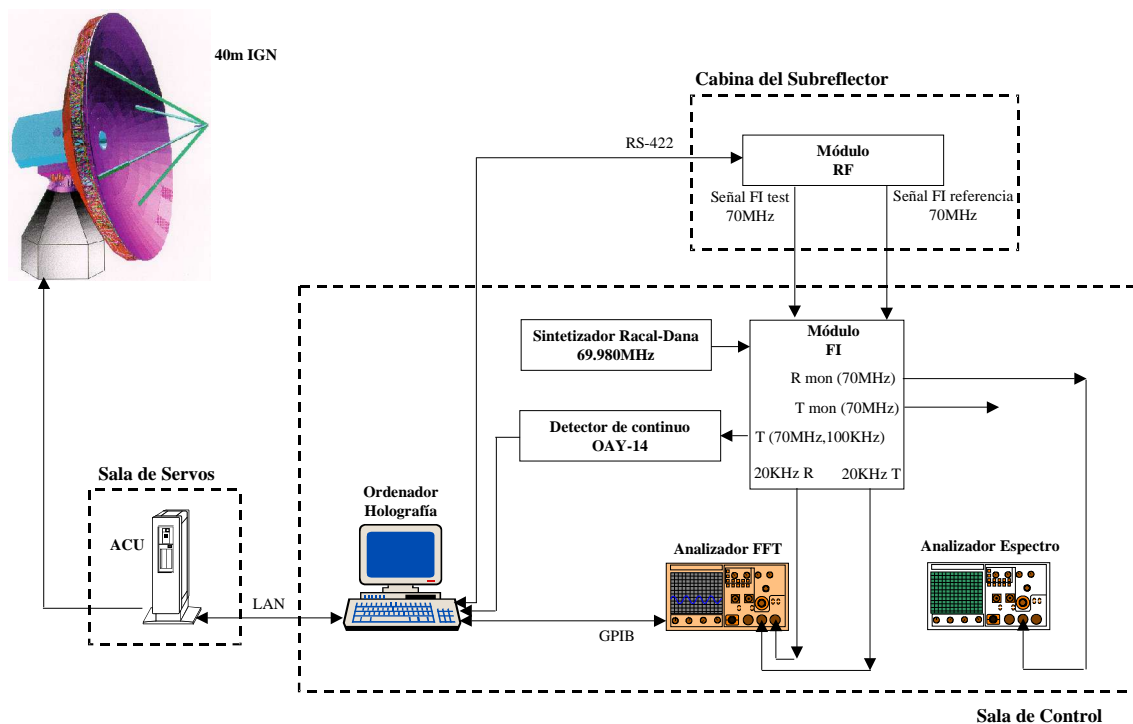 40m IGN
Cabina del Subreflector
RS-422
Módulo
RF
Señal FI test
70MHz
Señal FI referencia
70MHz
Sintetizador Racal-Dana
69.980MHz
Módulo
FI
R mon (70MHz)
T mon (70MHz)
Detector de continuo
OAY-14
T (70MHz,100KHz)
20KHz R
20KHz T
Sala de Servos
ACU
LAN
Ordenador
Holografía
GPIB
Analizador FFT
Analizador Espectro
Sala de Control